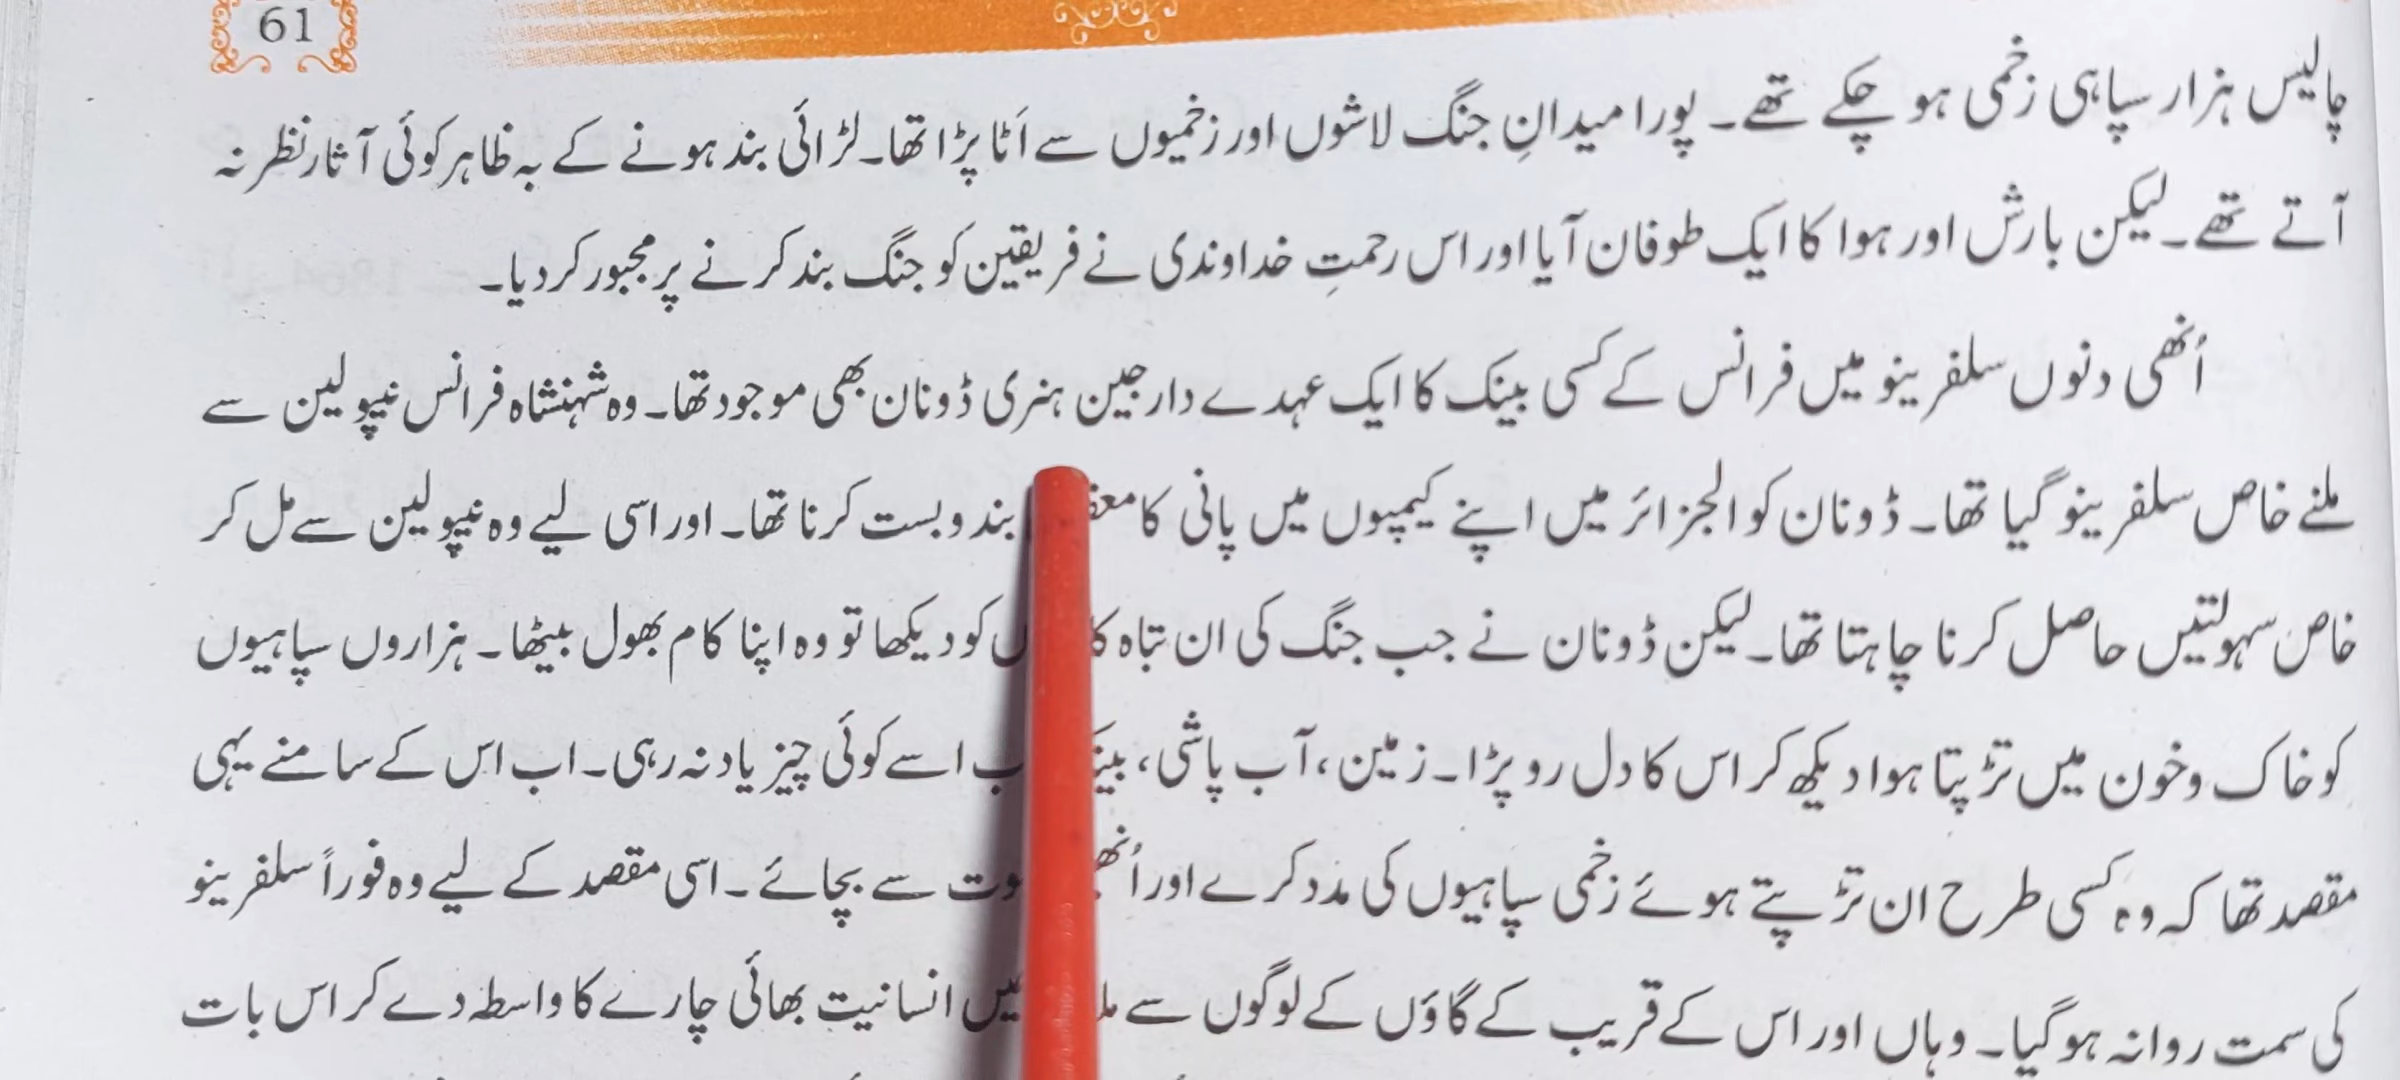 61
چالیس ہزار سپاہی زخمی ہو چکے تھے۔ پورا میدانِ جنگ لاشوں اور زخمیوں سے اَٹا پڑا تھا۔ لڑائی بند ہونے کے بہ ظاہر کوئی آثار نظر نہ
آتے تھے۔ لیکن بارش اور ہوا کا ایک طوفان آیا اور اس رحمتِ خداوندی نے فریقین کو جنگ بند کرنے پر مجبور کر دیا۔
اُنھی دنوں سلفرینو میں فرانس کے کسی بینک کا ایک عہدے دار جین ہنری ڈونان بھی موجود تھا۔ وہ شہنشاہ فرانس نیپولین سے
ملنے خاص سلفرینو گیا تھا۔ ڈونان کو الجزائر میں اپنے کیمپوں میں پانی کا بندوبست کرنا تھا۔ اور اسی لیے وہ نیپولین سے مل کر
خاص سہولتیں حاصل کرنا چاہتا تھا۔ لیکن ڈونان نے جب جنگ کی ان تباہ کو دیکھا تو وہ اپنا کام بھول بیٹھا۔ ہزاروں سپاہیوں
کو خاک و خون میں تڑپتا ہوا دیکھ کر اس کا دل رو پڑا۔ زمین، آب پاشی، اسے کوئی چیز یاد نہ رہی۔ اب اس کے سامنے یہی
مقصد تھا کہ وہ کسی طرح ان تڑپتے ہوئے زخمی سپاہیوں کی مدد کرے اور سے بچائے۔ اسی مقصد کے لیے وہ فوراً سلفرینو
کی سمت روانہ ہو گیا۔ وہاں اور اس کے قریب کے گاؤں کے لوگوں سے انسانیت بھائی چارے کا واسطہ دے کر اس بات